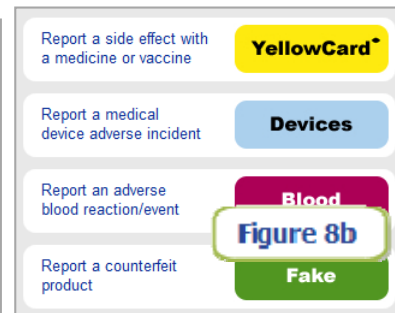 Report a side effect with
a medicine or vaccine
YellowCard
Report a medical
device adverse incident
Devices
Report an adverse
blood reaction/event
Blood
Figure 8b
Report a counterfeit
product
Fake